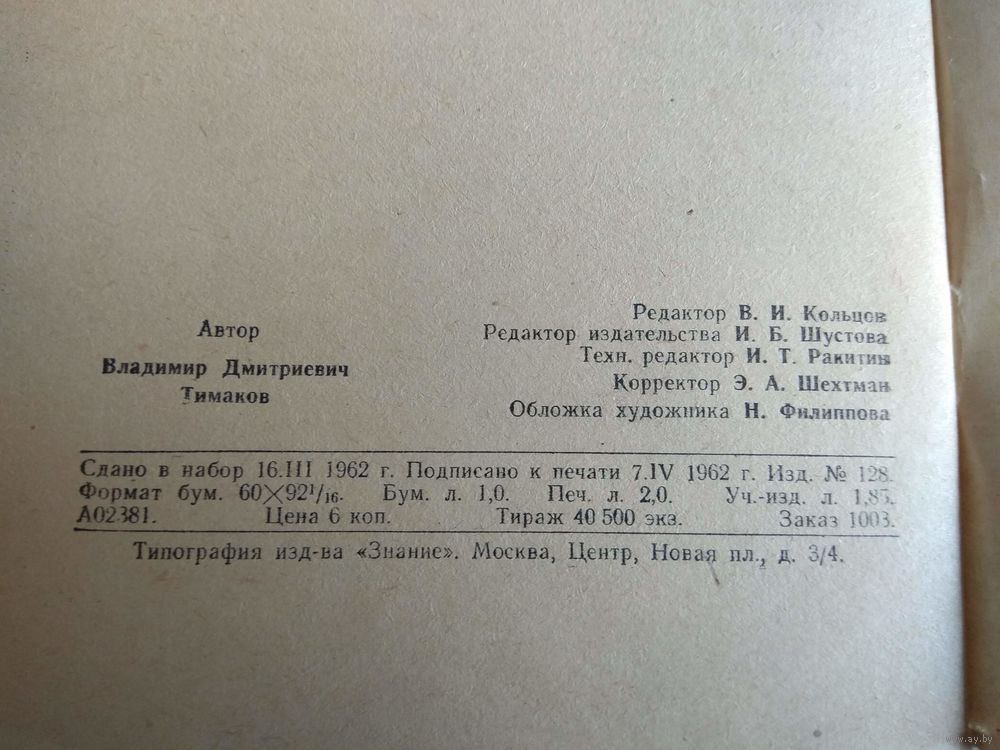 Автор
Владимир Дмитриевич
Тимаков
Редактор В. И. Кольцов
Редактор издательства И. Б. Шустова
Техн. редактор И. Т. Ракитин
Корректор Э. А. Шехтман
Обложка художника Н. Филиппова
Сдано в набор 16.III 1962 г. Подписано к печати 7.IV 1962 г. Изд. № 128.
Формат бум. 60×92¹/₁₆. Бум. л. 1,0. Печ. л. 2,0. Уч.-изд. л. 1,85.
А02381. Цена 6 коп. Тираж 40 500 экз. Заказ 1003.
Типография изд-ва «Знание». Москва, Центр, Новая пл., д. 3/4.
www.ay.by